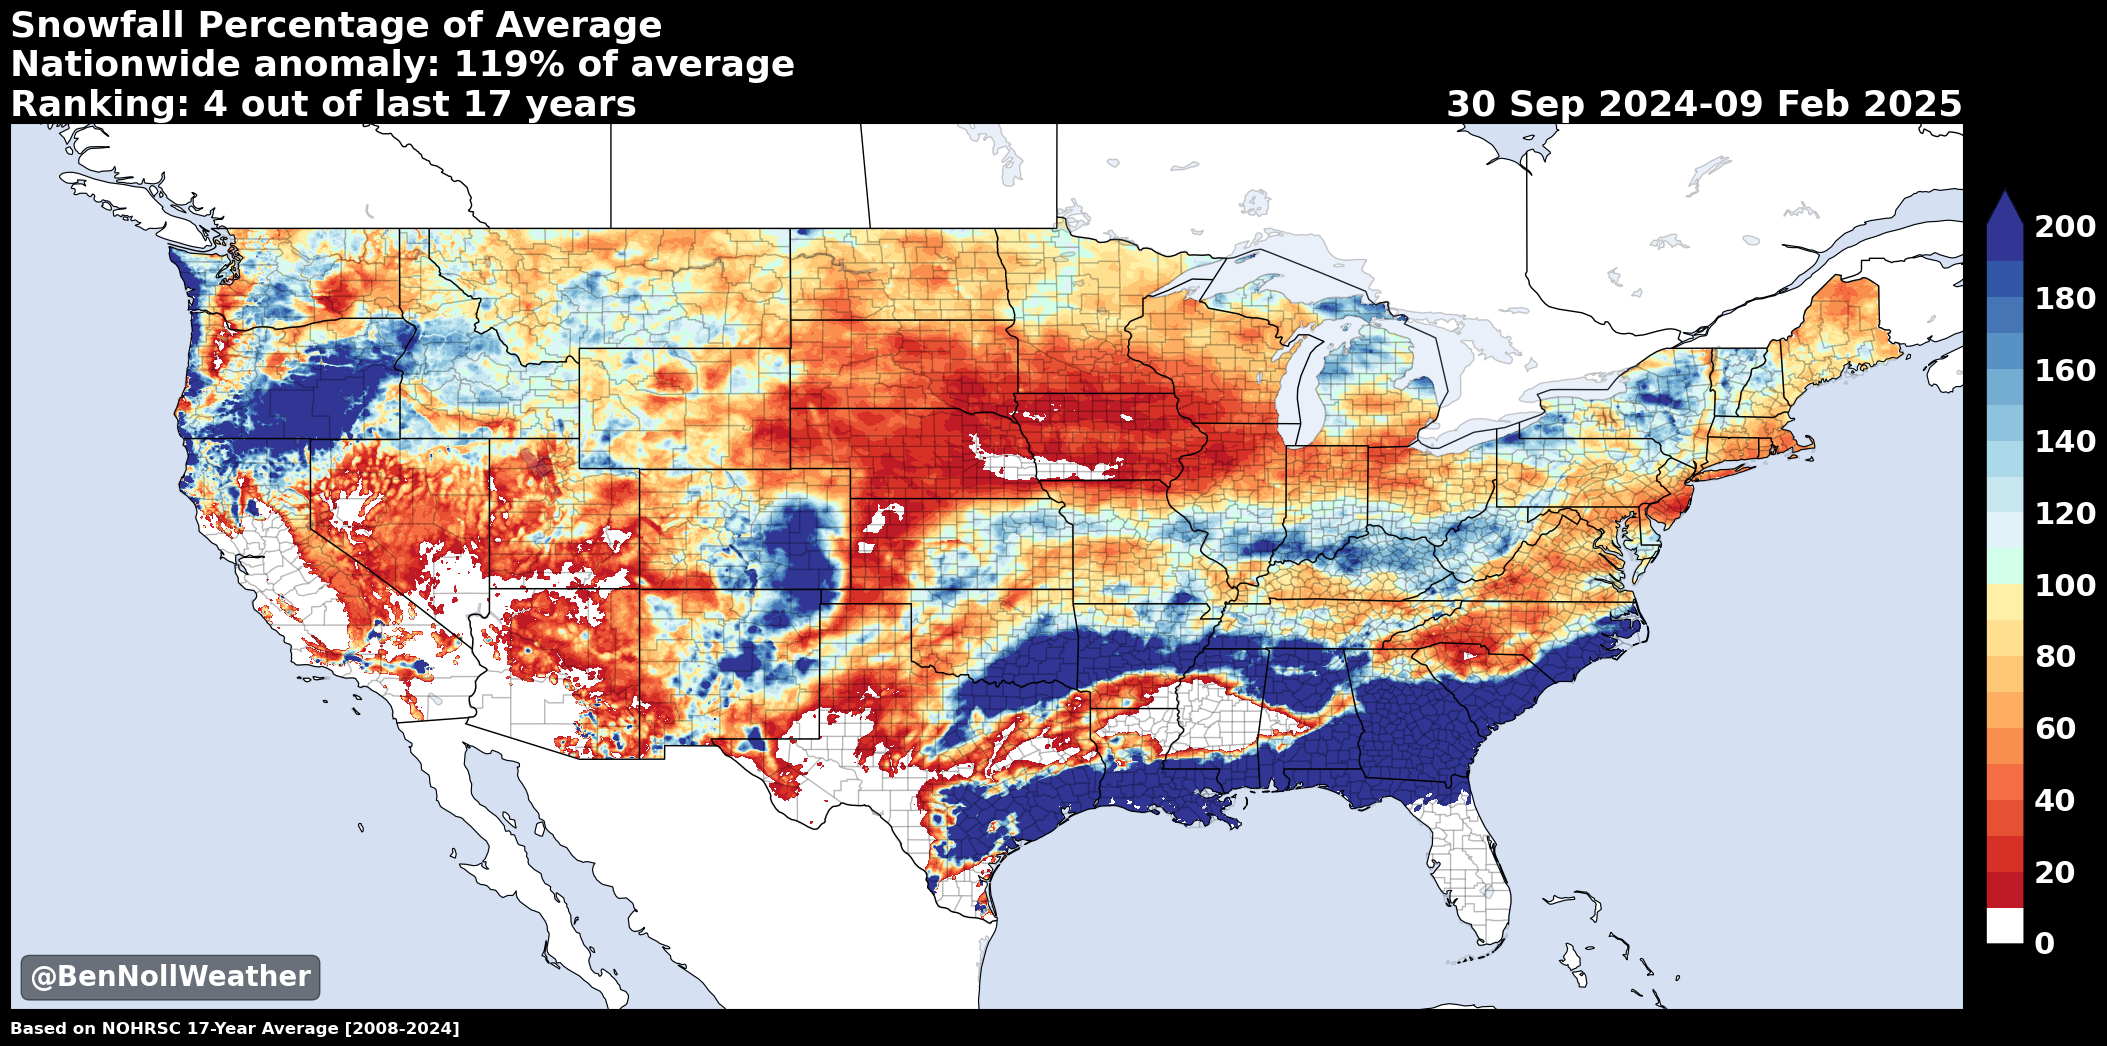 Snowfall Percentage of Average
Nationwide anomaly: 119% of average
Ranking: 4 out of last 17 years
30 Sep 2024-09 Feb 2025
200
180
160
140
120
100
80
60
40
20
0
@BenNollWeather
Based on NOHRSC 17-Year Average [2008-2024]